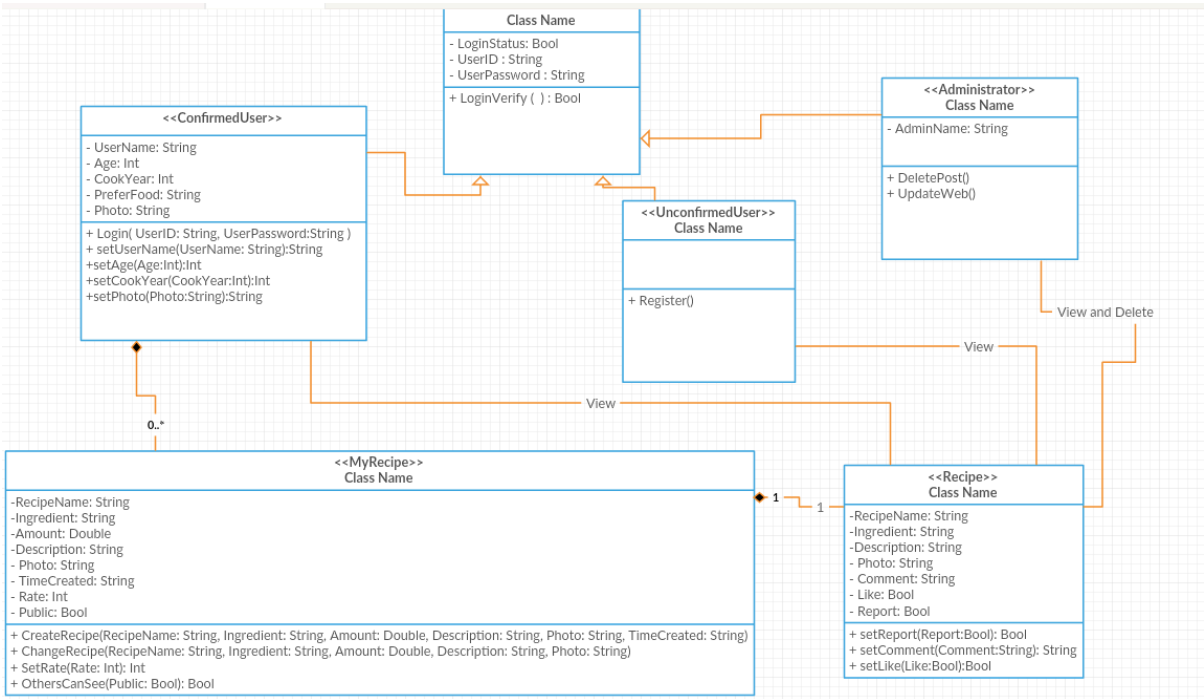 Class Name
- LoginStatus: Bool
- UserID : String
- UserPassword : String
+ LoginVerify ( ) : Bool
<<Administrator>>
Class Name
- AdminName: String
+ DeletePost()
+ UpdateWeb()
<<ConfirmedUser>>
- UserName: String
- Age: Int
- CookYear: Int
- PreferFood: String
- Photo: String
+ Login( UserID: String, UserPassword:String )
+ setUserName(UserName: String):String
+setAge(Age:Int):Int
+setCookYear(CookYear:Int):Int
+setPhoto(Photo:String):String
<<UnconfirmedUser>>
Class Name
+ Register()
View and Delete
View
View
0..*
<<MyRecipe>>
Class Name
-RecipeName: String
-Ingredient: String
-Amount: Double
-Description: String
- Photo: String
- TimeCreated: String
- Rate: Int
- Public: Bool
+ CreateRecipe(RecipeName: String, Ingredient: String, Amount: Double, Description: String, Photo: String, TimeCreated: String)
+ ChangeRecipe(RecipeName: String, Ingredient: String, Amount: Double, Description: String, Photo: String)
+ SetRate(Rate: Int): Int
+ OthersCanSee(Public: Bool): Bool
1
1
<<Recipe>>
Class Name
-RecipeName: String
-Ingredient: String
-Description: String
- Photo: String
- Comment: String
- Like: Bool
- Report: Bool
+ setReport(Report:Bool): Bool
+ setComment(Comment:String): String
+ setLike(Like:Bool):Bool